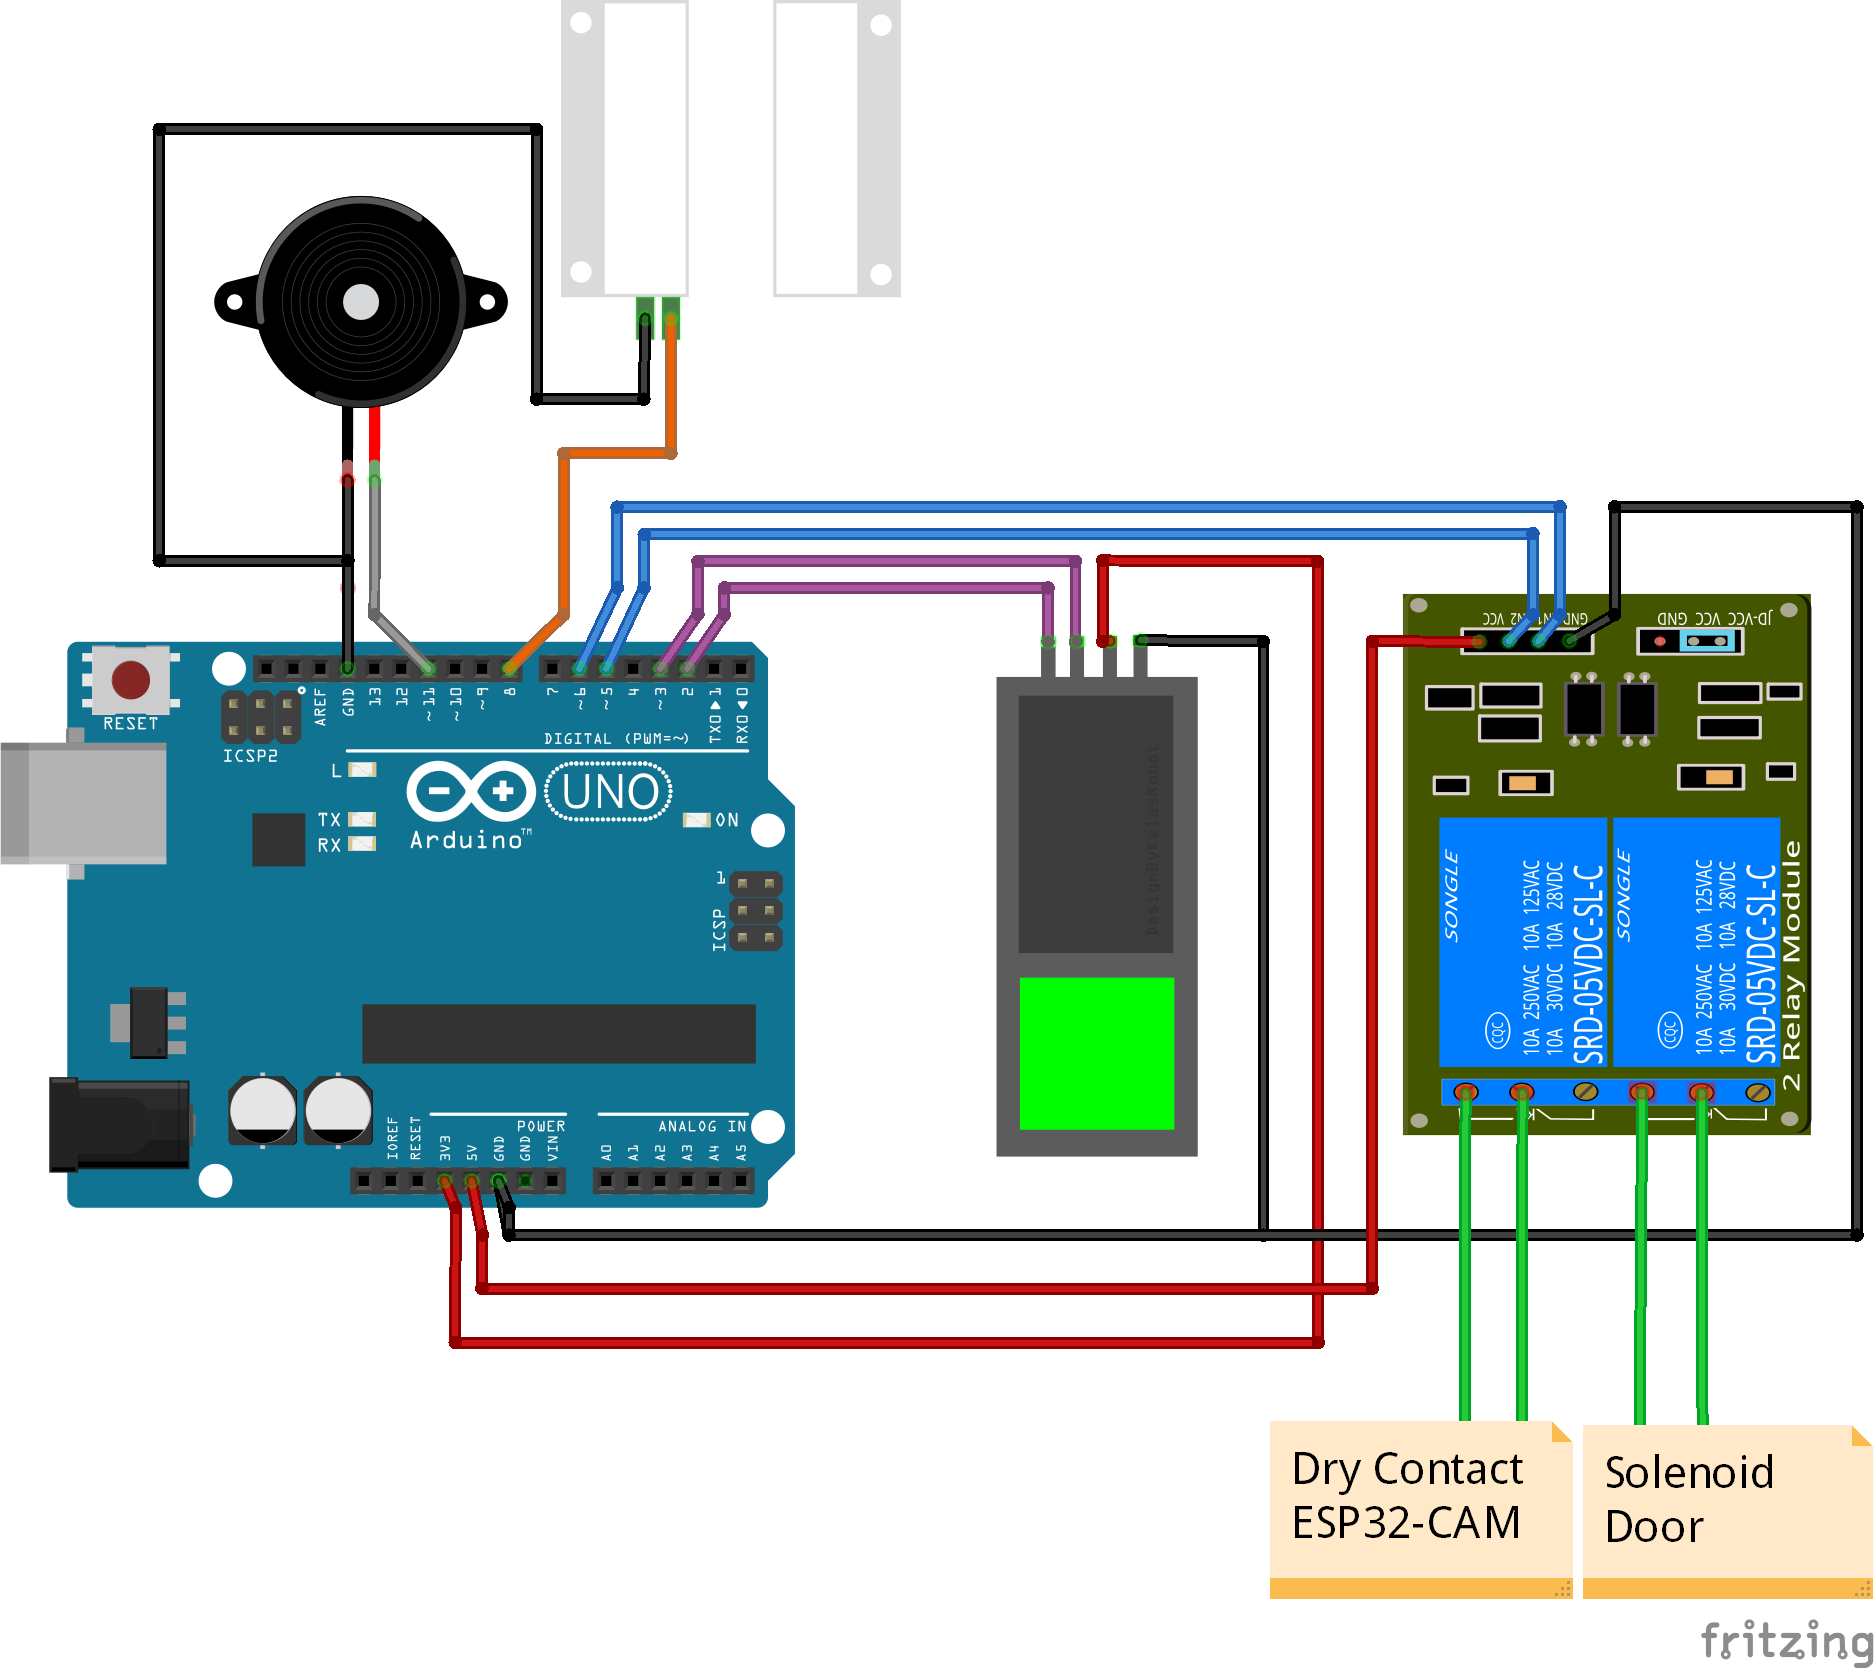 RESET
ICSP2
AREF
GND
13
12
~11
~10
~9
8
7
~6
~5
4
~3
2
TX0▶1
RX0◀0
DIGITAL (PWM=~)
L
TX
RX
Arduino™
UNO
ON
1
ICSP
IOREF
RESET
3V3
5V
GND
GND
VIN
POWER
ANALOG IN
A0
A1
A2
A3
A4
A5
DesignByKelasRobot
VCC
GND
JD-VCC VCC GND
SONGLE
CQC
10A 250VAC 10A 125VAC
10A 30VDC 10A 28VDC
SRD-05VDC-SL-C
SONGLE
CQC
10A 250VAC 10A 125VAC
10A 30VDC 10A 28VDC
SRD-05VDC-SL-C
2 Relay Module
Dry Contact
ESP32-CAM
Solenoid
Door
fritzing